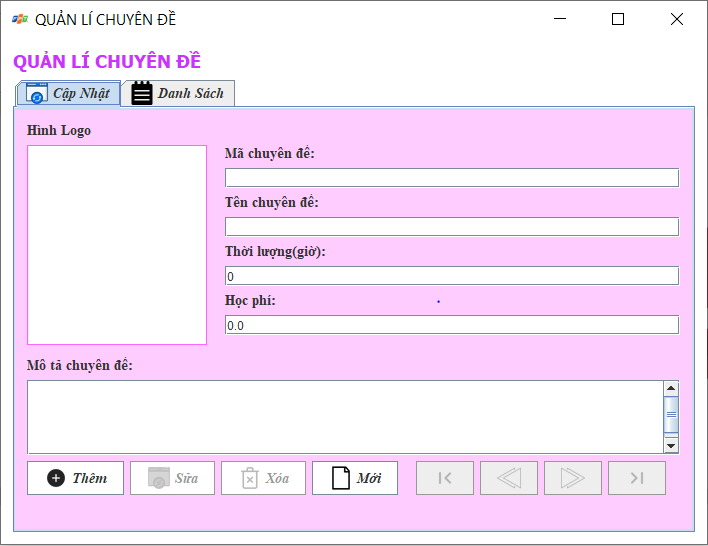 QUẢN LÍ CHUYÊN ĐỀ
QUẢN LÍ CHUYÊN ĐỀ
Cập Nhật Danh Sách
Hình Logo
Mã chuyên đề:
Tên chuyên đề:
Thời lượng(giờ):
0
Học phí:
0.0
Mô tả chuyên đề:
Thêm Sửa Xóa Mới